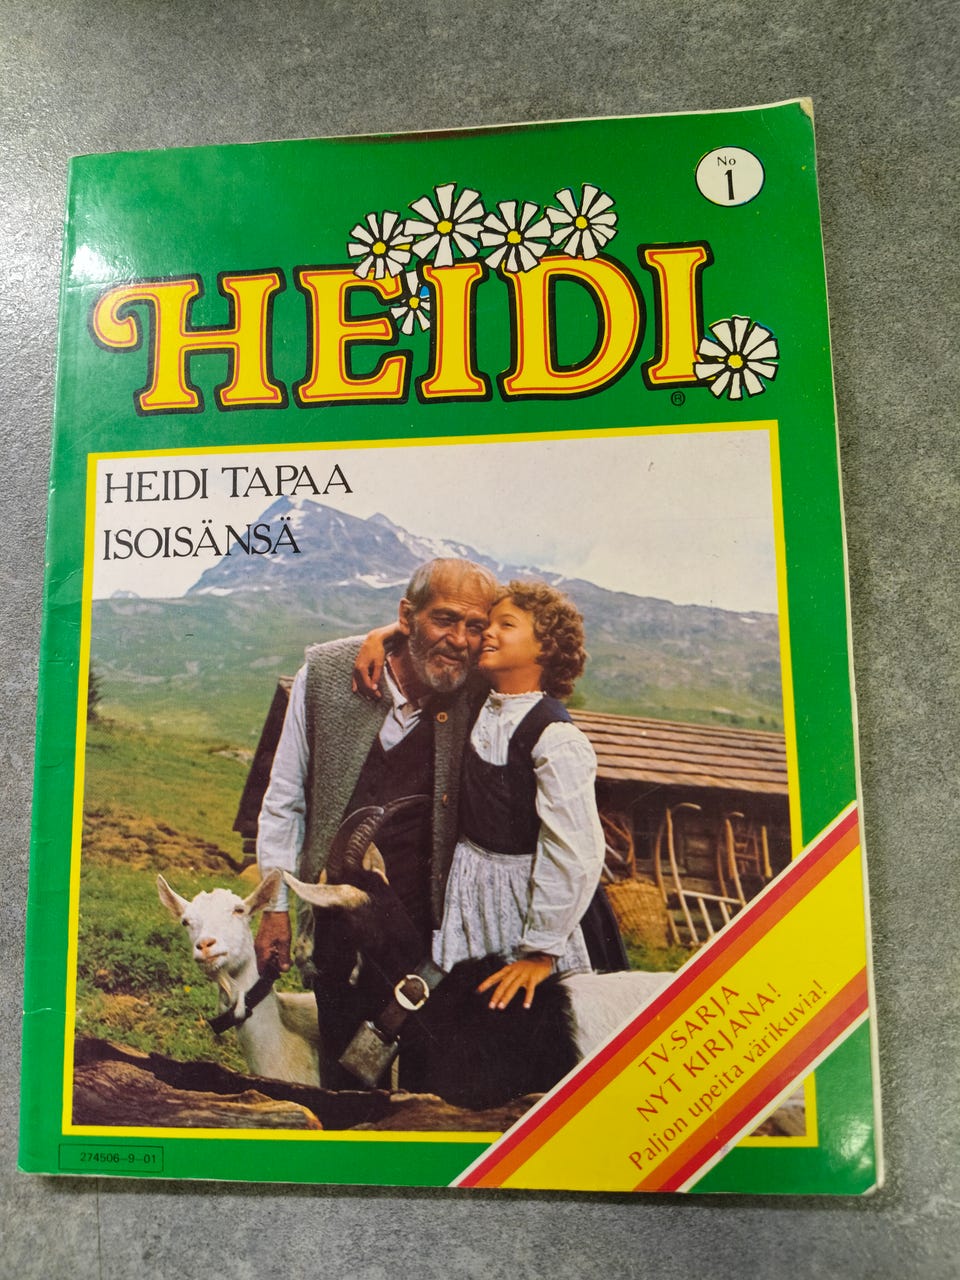 No
1
HEIDI
®
HEIDI TAPAA
ISOISÄNSÄ
TV-SARJA
NYT KIRJANA!
Paljon upeita värikuvia!
274506-9-01